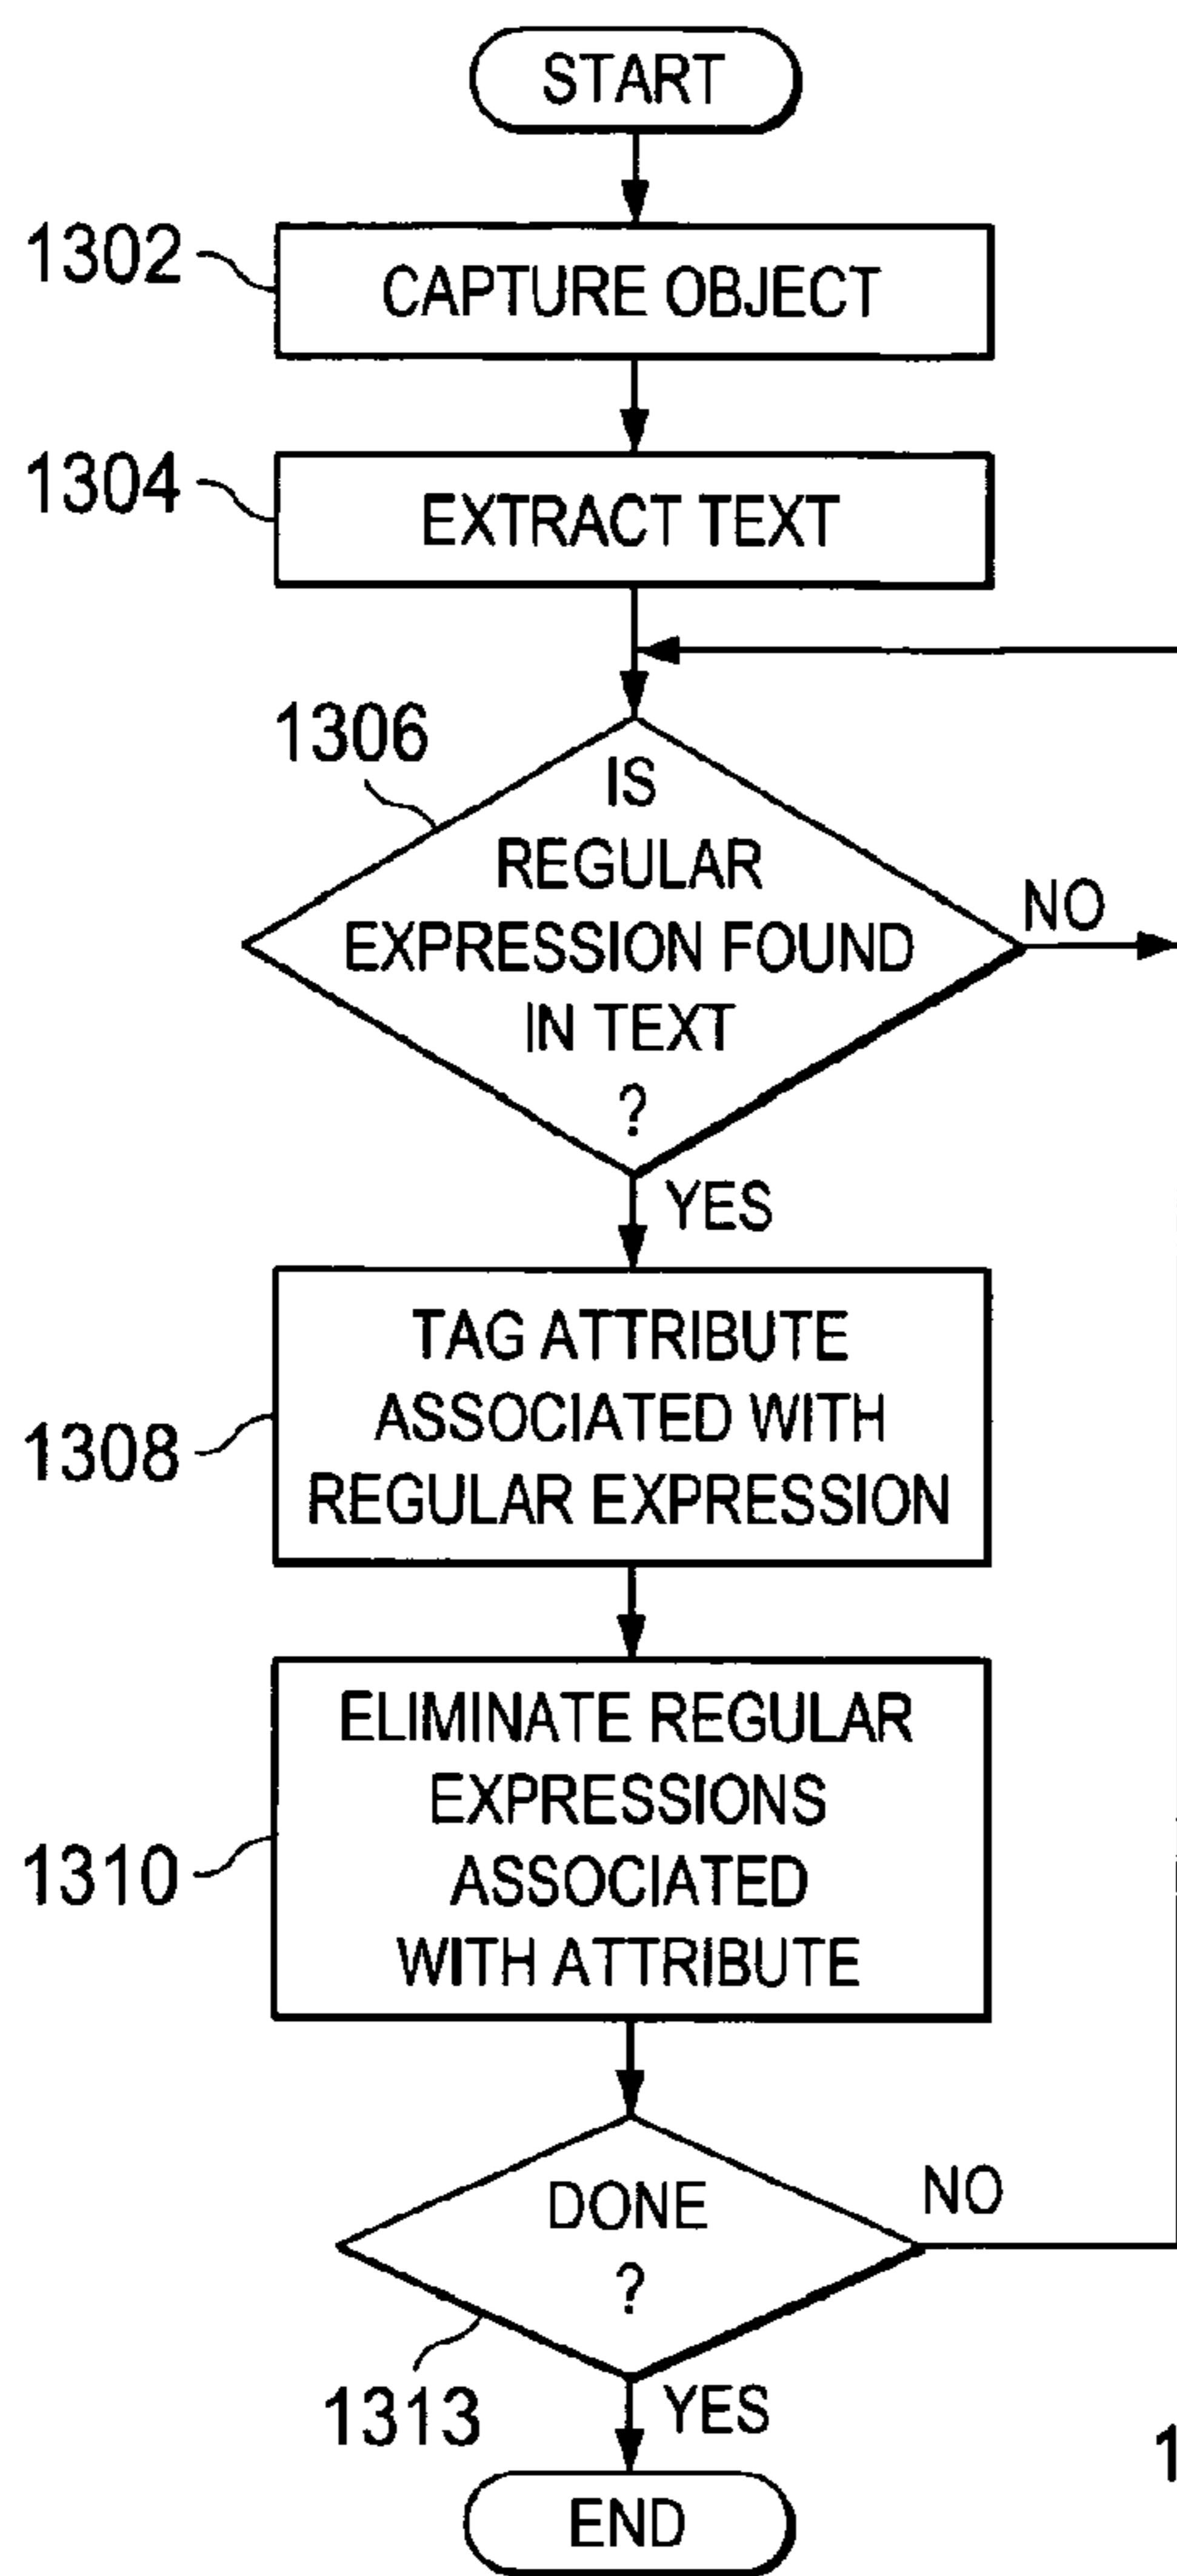 START
1302
CAPTURE OBJECT
1304
EXTRACT TEXT
1306
IS
REGULAR
EXPRESSION FOUND
IN TEXT
?
NO
YES
1308
TAG ATTRIBUTE
ASSOCIATED WITH
REGULAR EXPRESSION
1310
ELIMINATE REGULAR
EXPRESSIONS
ASSOCIATED
WITH ATTRIBUTE
DONE
?
NO
1313
YES
END